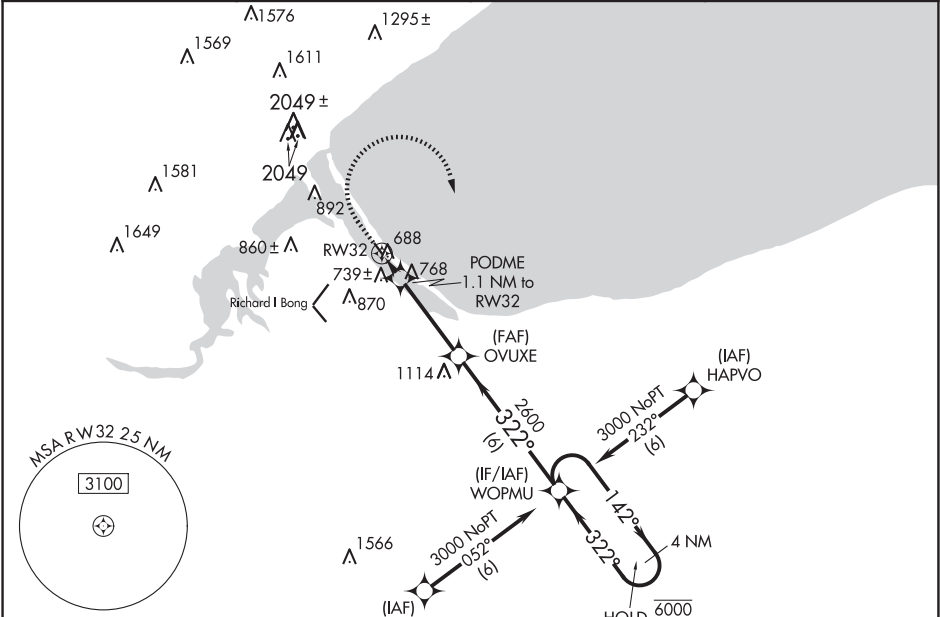 1576
1295±
1569
1611
2049±
2049
1581
892
1649
860±
RW32
688
739±
768
PODME
1.1 NM to
RW32
Richard I Bong
870
(FAF)
OVUXE
1114
(IAF)
HAPVO
2600
322°
(6)
3000 NoPT
232°
(6)
MSA RW32 25 NM
3100
(IF/IAF)
WOPMU
142°
322°
4 NM
1566
3000 NoPT
052°
(6)
(IAF)
HOLD 6000